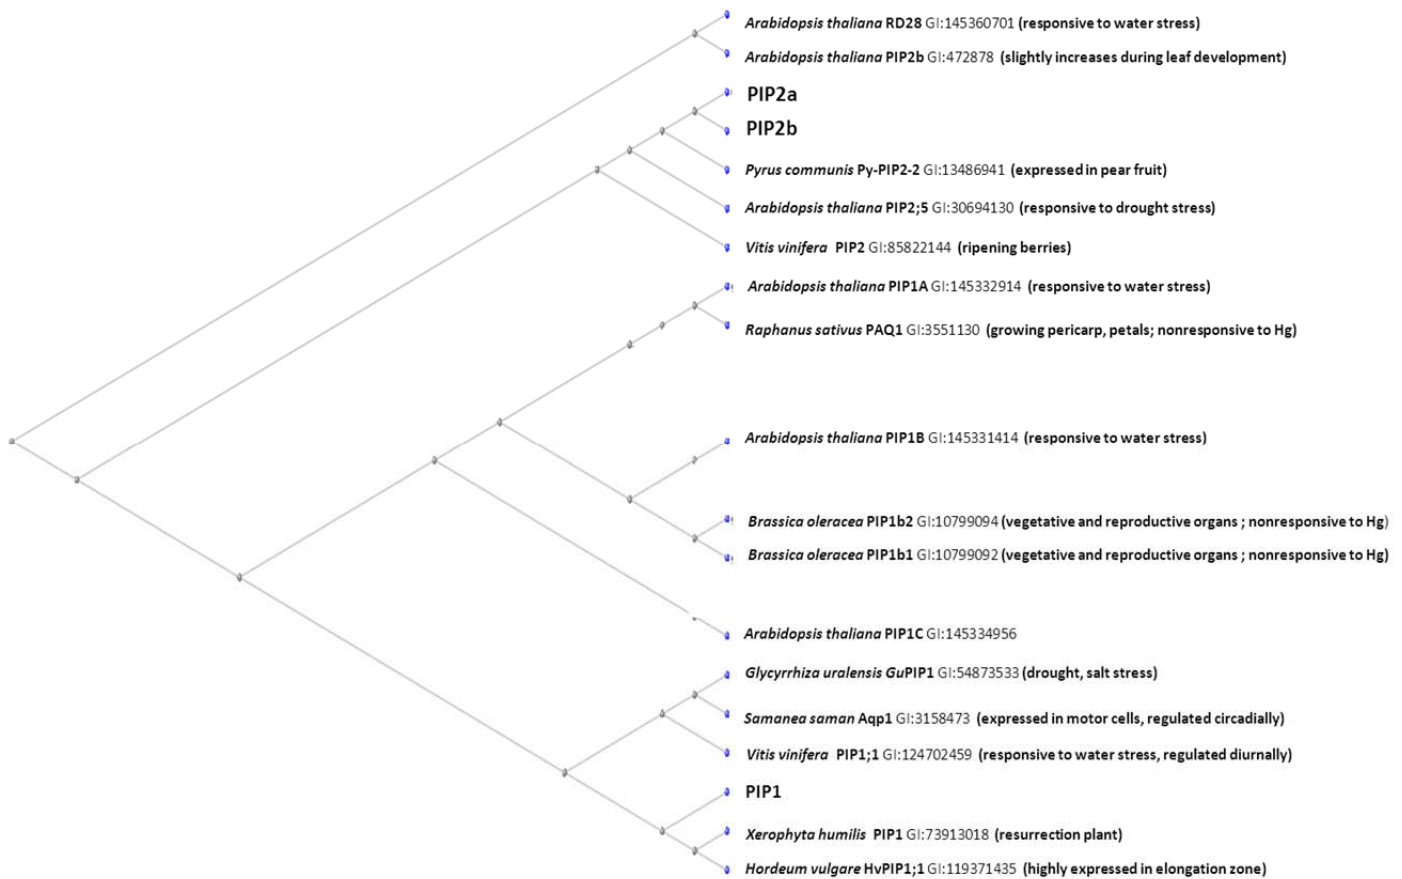 Arabidopsis thaliana RD28 GI:145360701 (responsive to water stress)
Arabidopsis thaliana PIP2b GI:472878 (slightly increases during leaf development)
PIP2a
PIP2b
Pyrus communis Py-PIP2-2 GI:13486941 (expressed in pear fruit)
Arabidopsis thaliana PIP2;5 GI:30694130 (responsive to drought stress)
Vitis vinifera PIP2 GI:85822144 (ripening berries)
Arabidopsis thaliana PIP1A GI:145332914 (responsive to water stress)
Raphanus sativus PAQ1 GI:3551130 (growing pericarp, petals; nonresponsive to Hg)
Arabidopsis thaliana PIP1B GI:145331414 (responsive to water stress)
Brassica oleracea PIP1b2 GI:10799094 (vegetative and reproductive organs ; nonresponsive to Hg)
Brassica oleracea PIP1b1 GI:10799092 (vegetative and reproductive organs ; nonresponsive to Hg)
Arabidopsis thaliana PIP1C GI:145334956
Glycyrrhiza uralensis GuPIP1 GI:54873533 (drought, salt stress)
Samanea saman Aqp1 GI:3158473 (expressed in motor cells, regulated circadially)
Vitis vinifera PIP1;1 GI:124702459 (responsive to water stress, regulated diurnally)
PIP1
Xerophyta humilis PIP1 GI:73913018 (resurrection plant)
Hordeum vulgare HvPIP1;1 GI:119371435 (highly expressed in elongation zone)